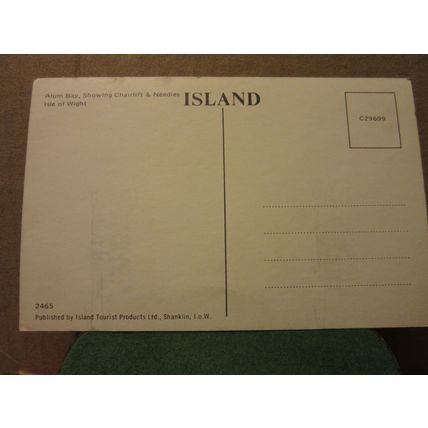 Alum Bay, Showing Chairlift & Needles
Isle of Wight
ISLAND
C29699
2465
Published by Island Tourist Products Ltd., Shanklin, I.o.W.